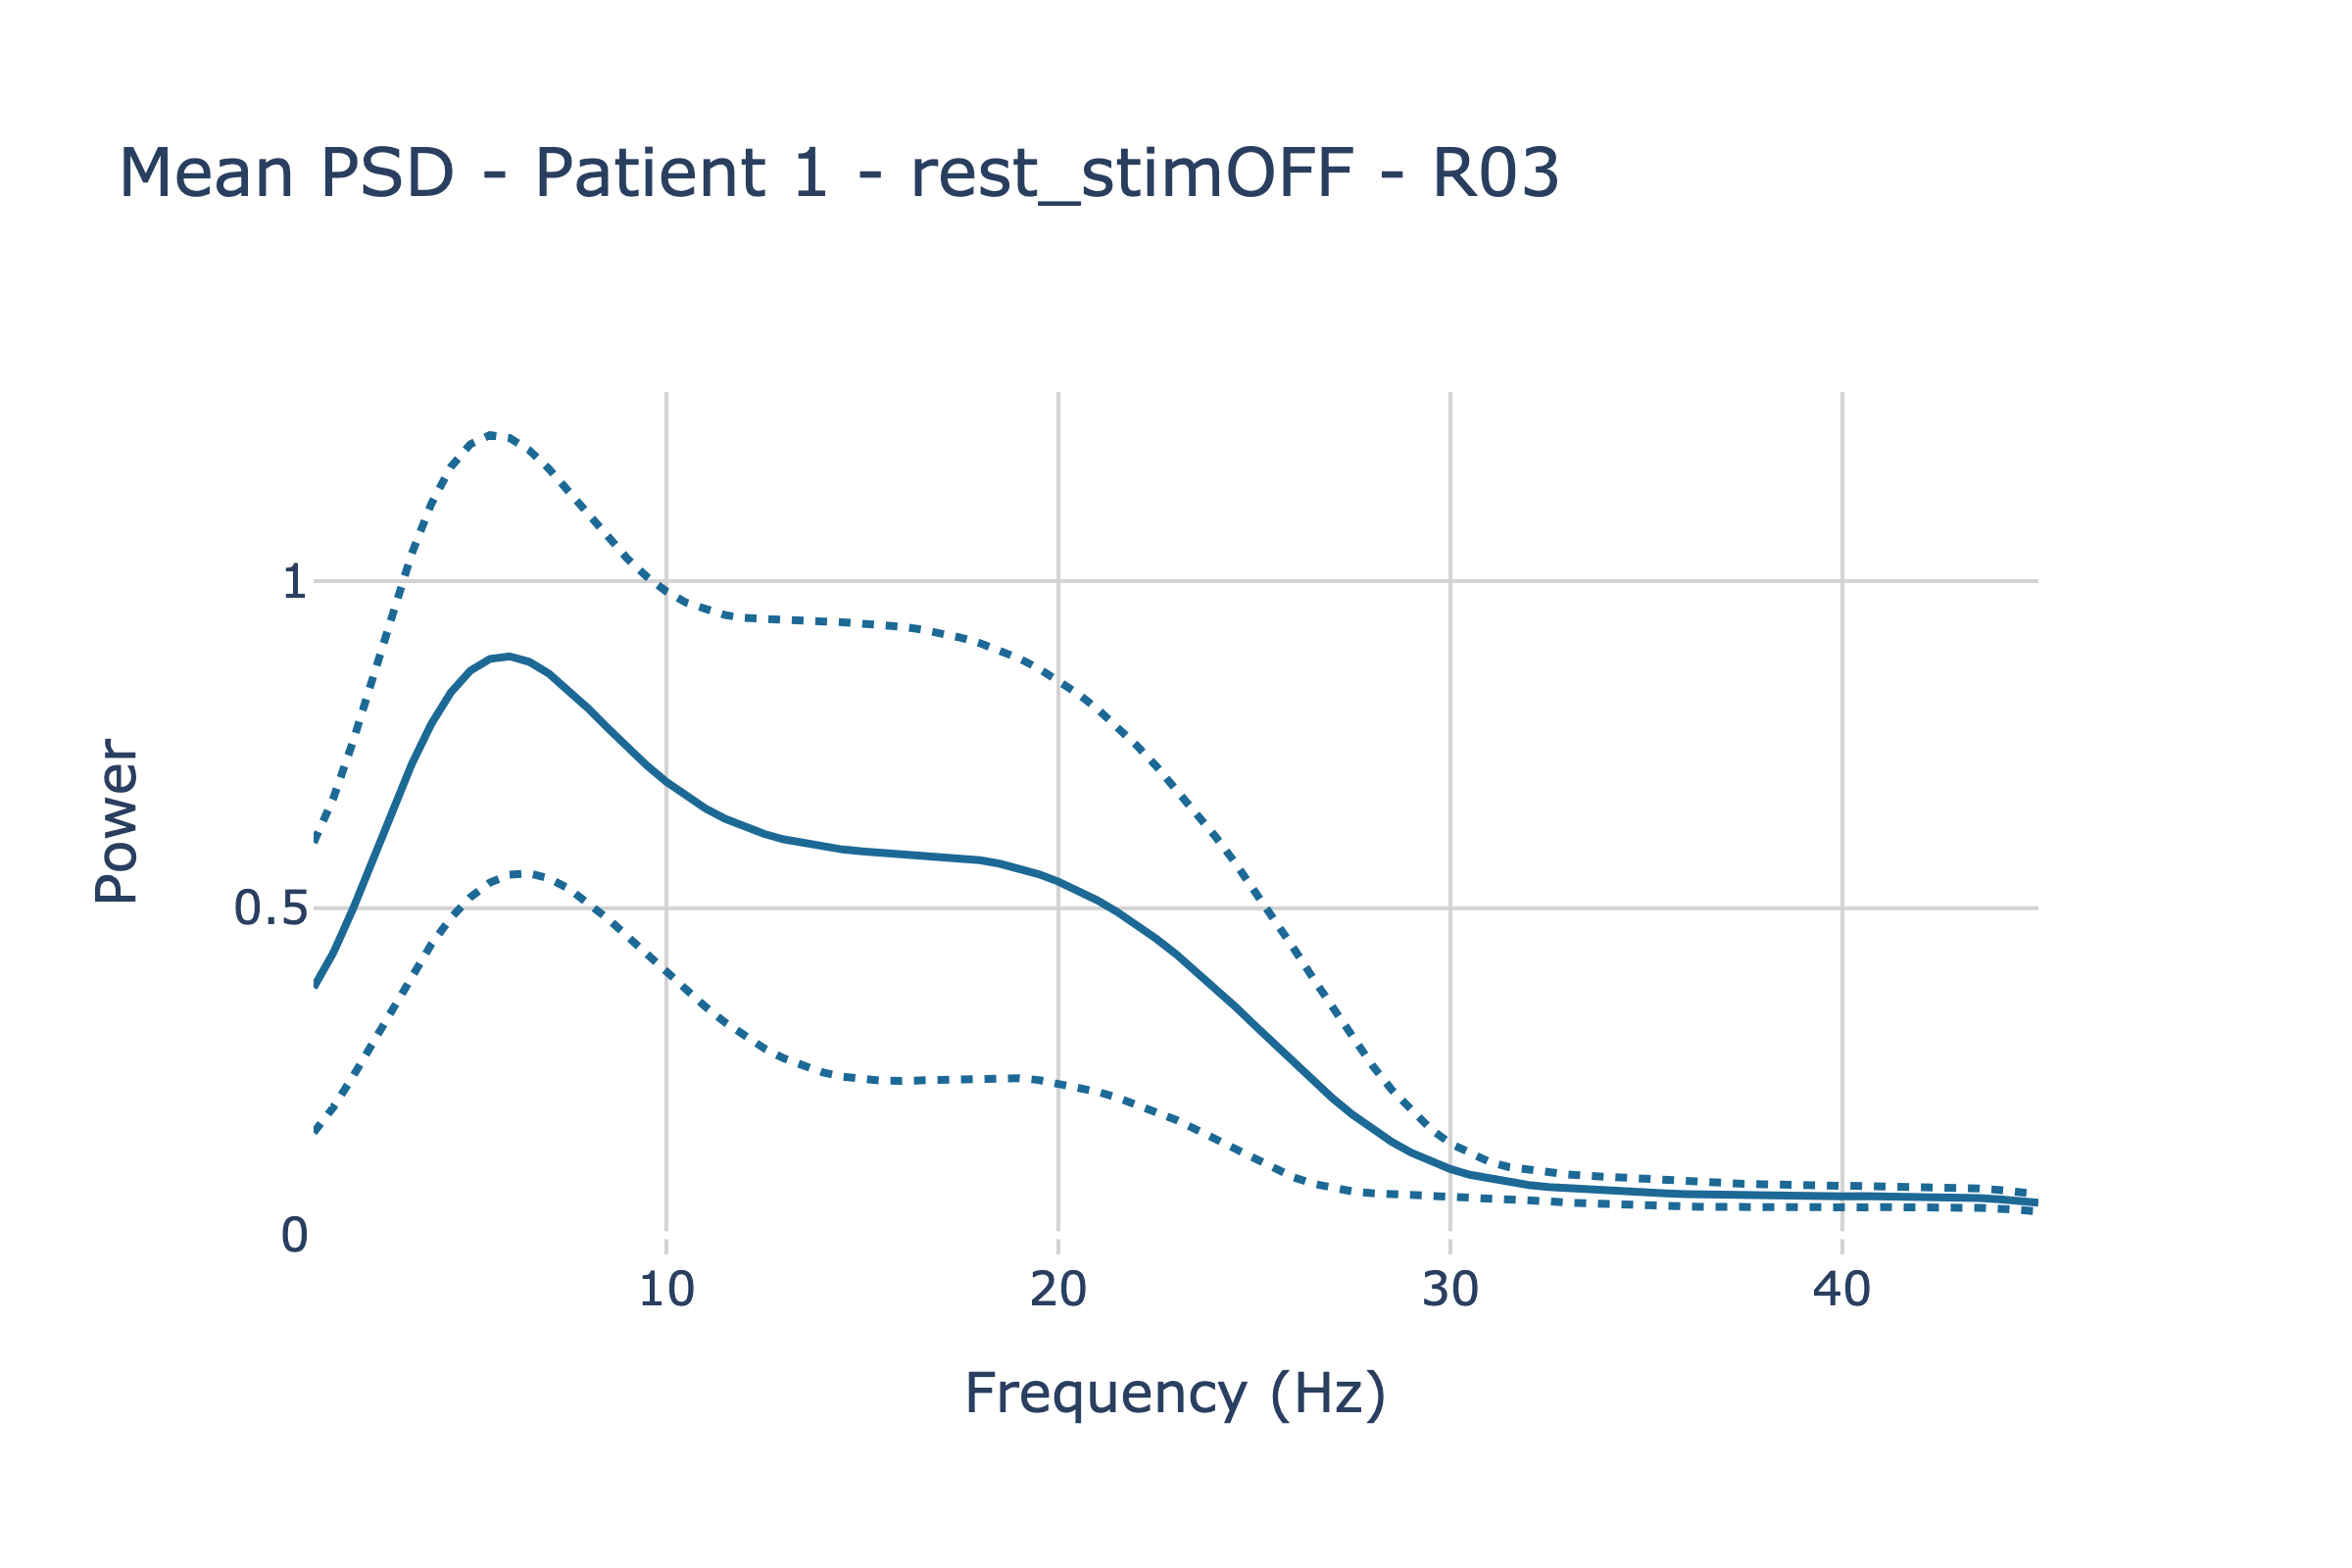 Mean PSD - Patient 1 - rest_stimOFF - R03
1
0.5
0
Power
10 20 30 40
Frequency (Hz)